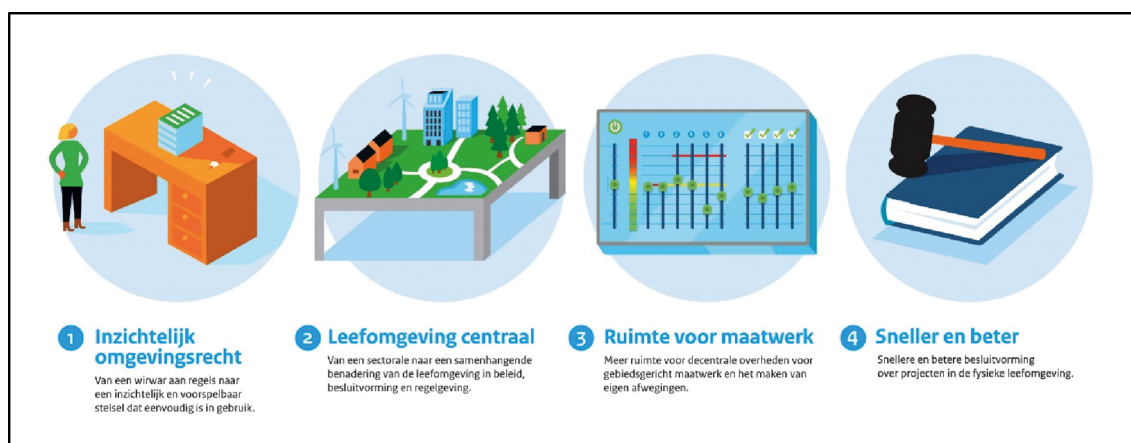 1 Inzichtelijk
omgevingsrecht
Van een wirwar aan regels naar
een inzichtelijk en voorspelbaar
stelsel dat eenvoudig is in gebruik.
2 Leefomgeving centraal
Van een sectorale naar een samenhangende
benadering van de leefomgeving in beleid,
besluitvorming en regelgeving.
3 Ruimte voor maatwerk
Meer ruimte voor decentrale overheden voor
gebiedsgericht maatwerk en het maken van
eigen afwegingen.
4 Sneller en beter
Snellere en betere besluitvorming
over projecten in de fysieke leefomgeving.